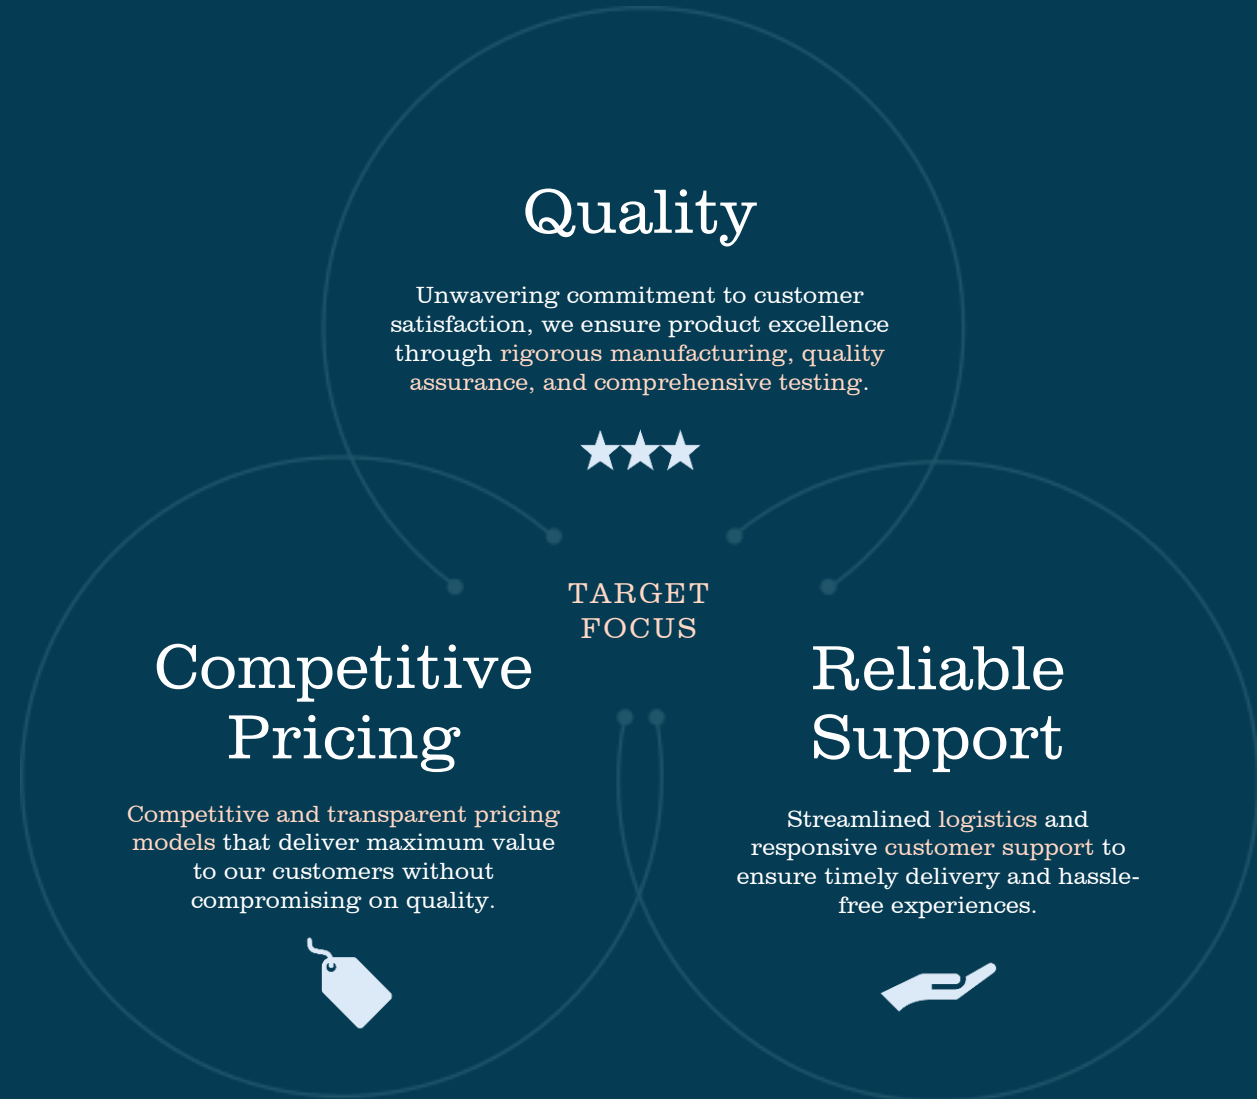 Quality
Unwavering commitment to customer
satisfaction, we ensure product excellence
through rigorous manufacturing, quality
assurance, and comprehensive testing.
TARGET
FOCUS
Competitive
Pricing
Competitive and transparent pricing
models that deliver maximum value
to our customers without
compromising on quality.
Reliable
Support
Streamlined logistics and
responsive customer support to
ensure timely delivery and hassle-
free experiences.